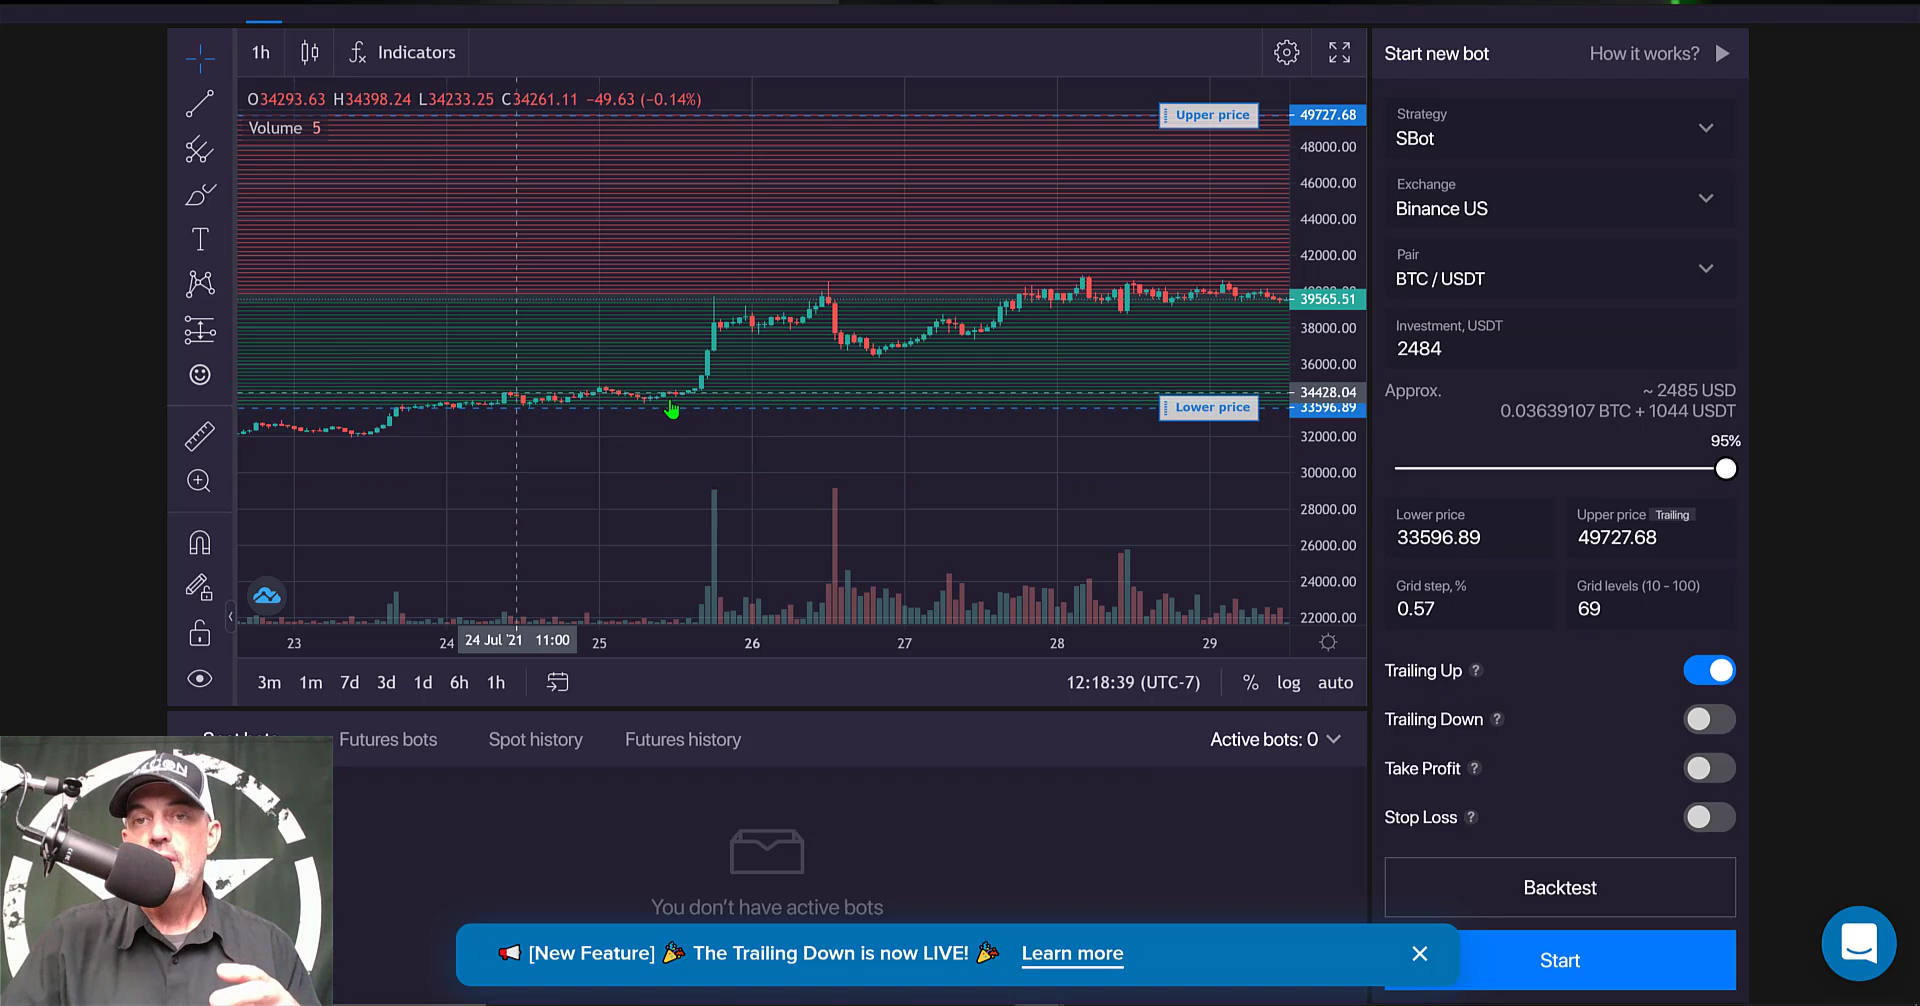 1h
Indicators
Start new bot
How it works?
O34293.63 H34398.24 L34233.25 C34261.11 −49.63 (−0.14%)
Volume 5
Upper price
49727.68
48000.00
46000.00
44000.00
42000.00
39565.51
38000.00
36000.00
34428.04
Lower price
33596.89
32000.00
30000.00
28000.00
26000.00
24000.00
22000.00
23
24
24 Jul '21 11:00
25
26
27
28
29
3m
1m
7d
3d
1d
6h
1h
12:18:39 (UTC-7)
%
log
auto
Strategy
SBot
Exchange
Binance US
Pair
BTC / USDT
Investment, USDT
2484
Approx.
~ 2485 USD
0.03639107 BTC + 1044 USDT
95%
Lower price
33596.89
Upper price Trailing
49727.68
Grid step, %
0.57
Grid levels (10 - 100)
69
Trailing Up ?
Trailing Down ?
Take Profit ?
Stop Loss ?
Backtest
Start
Futures bots
Spot history
Futures history
Active bots: 0
You don't have active bots
[New Feature] The Trailing Down is now LIVE! Learn more